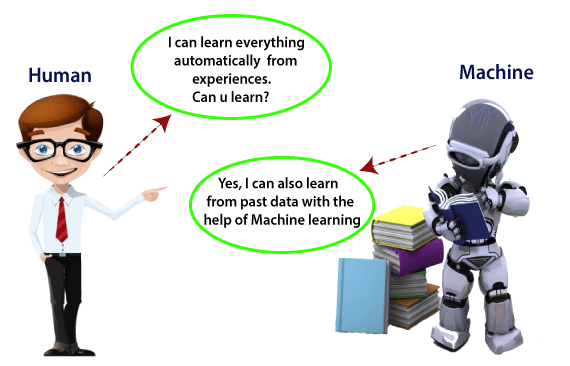 Human
I can learn everything
automatically from
experiences.
Can u learn?
Machine
Yes, I can also learn
from past data with the
help of Machine learning